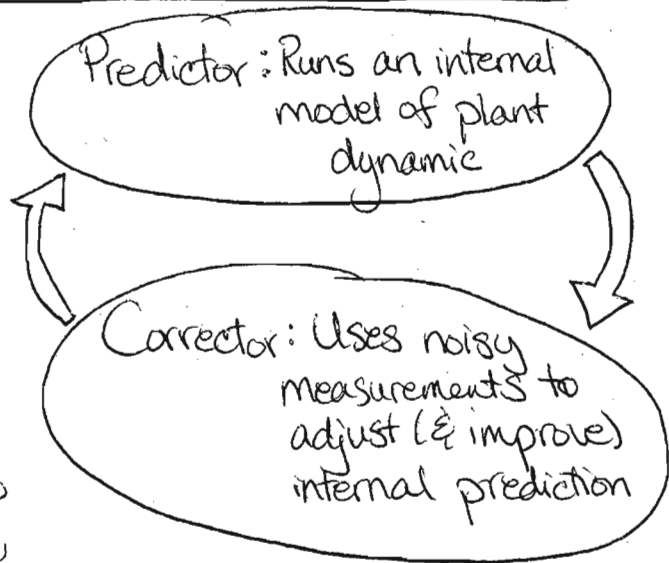 Predictor: Runs an internal
model of plant
dynamic
Corrector: Uses noisy
measurements to
adjust (& improve)
internal prediction